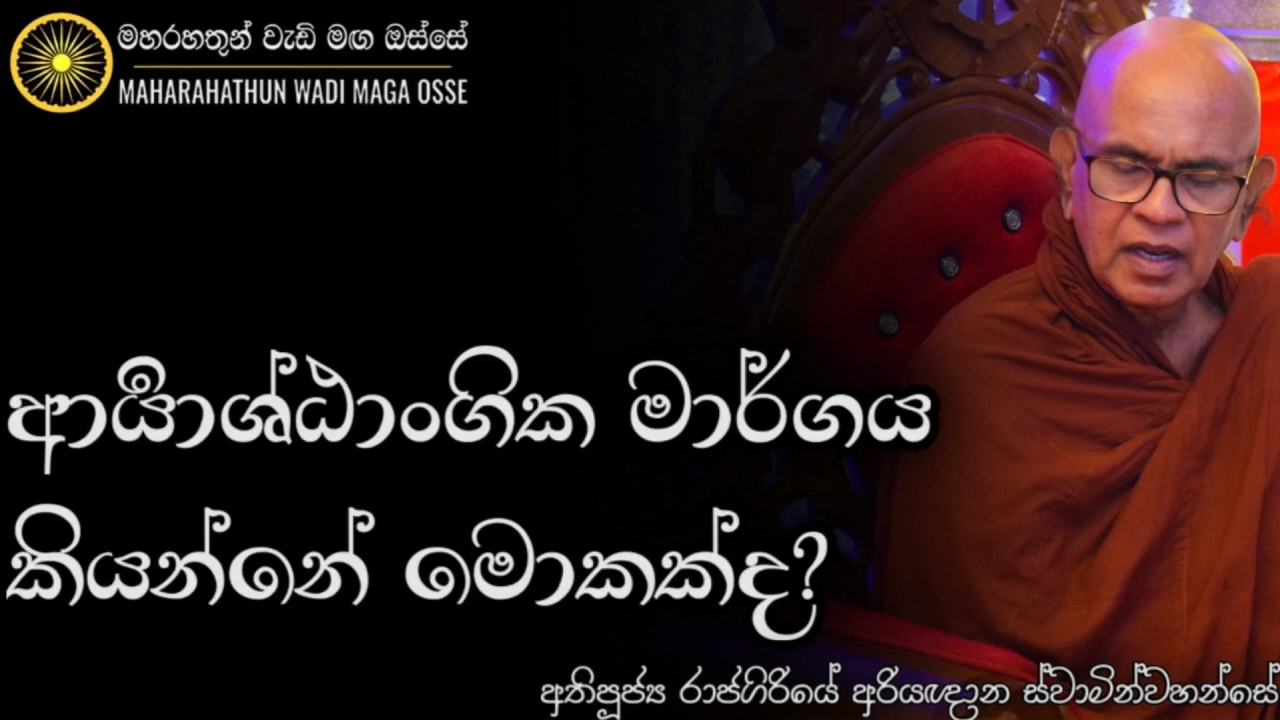 මහරහතුන් වැඩි මඟ ඔස්සේ
MAHARAHATHUN WADI MAGA OSSE
ආර්‍යාශ්ඨාංගික මාර්ගය
කියන්නේ මොකක්ද?
අතිපූජ්‍ය රාජගිරියේ අරියඥාන ස්වාමින්වහන්සේ